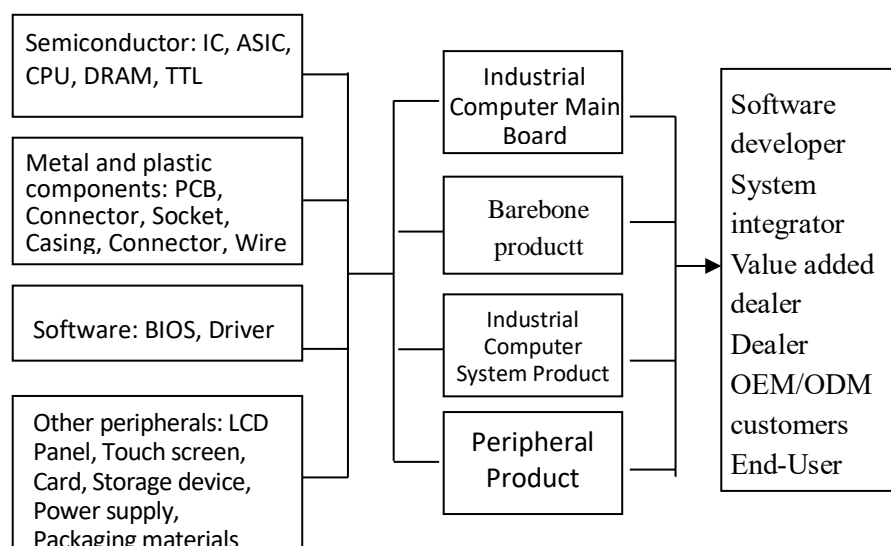 Semiconductor: IC, ASIC,
CPU, DRAM, TTL
Metal and plastic
components: PCB,
Connector, Socket,
Casing, Connector, Wire
Software: BIOS, Driver
Other peripherals: LCD
Panel, Touch screen,
Card, Storage device,
Power supply,
Packaging materials
Industrial
Computer Main
Board
Barebone
productt
Industrial
Computer
System Product
Peripheral
Product
Software
developer
System
integrator
Value added
dealer
Dealer
OEM/ODM
customers
End-User